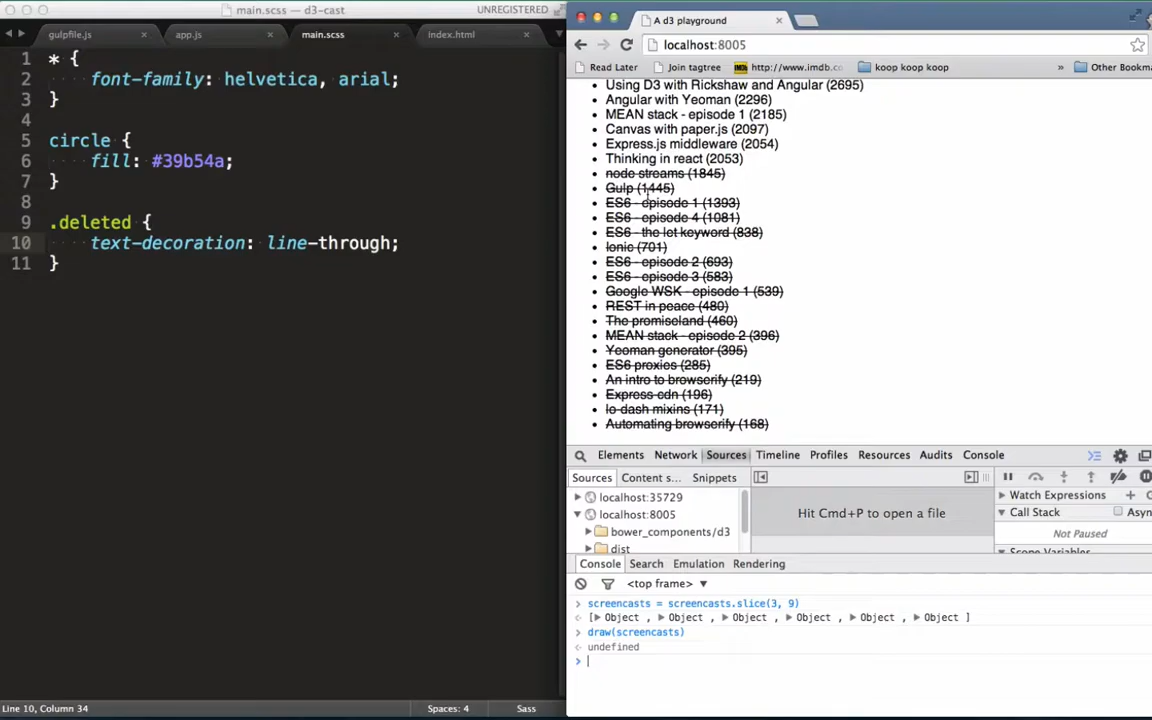 main.scss — d3-cast
UNREGISTERED
gulpfile.js
app.js
main.scss
index.html
1 * {
2 font-family: helvetica, arial;
3 }
4
5 circle {
6 fill: #39b54a;
7 }
8
9 .deleted {
10 text-decoration: line-through;
11 }
Line 10, Column 34
Spaces: 4
Sass
A d3 playground
localhost:8005
Read Later
Join tagtree
http://www.imdb.co
koop koop koop
»
Other Bookma
• Using D3 with Rickshaw and Angular (2695)
• Angular with Yeoman (2296)
• MEAN stack - episode 1 (2185)
• Canvas with paper.js (2097)
• Express.js middleware (2054)
• Thinking in react (2053)
• node streams (1845)
• Gulp (1445)
• ES6 - episode 1 (1393)
• ES6 - episode 4 (1081)
• ES6 - the let keyword (838)
• Ionic (701)
• ES6 - episode 2 (693)
• ES6 - episode 3 (583)
• Google WSK - episode 1 (539)
• REST in peace (480)
• The promiseland (460)
• MEAN stack - episode 2 (396)
• Yeoman generator (395)
• ES6 proxies (285)
• An intro to browserify (219)
• Express cdn (196)
• lo-dash mixins (171)
• Automating browserify (168)
Elements Network Sources Timeline Profiles Resources Audits Console
Sources Content s... Snippets
localhost:35729
localhost:8005
bower_components/d3
dist
Hit Cmd+P to open a file
Watch Expressions
Call Stack
Asyn
Not Paused
Scope Variables
Console Search Emulation Rendering
<top frame>
screencasts = screencasts.slice(3, 9)
[▶ Object , ▶ Object , ▶ Object , ▶ Object , ▶ Object , ▶ Object ]
draw(screencasts)
undefined